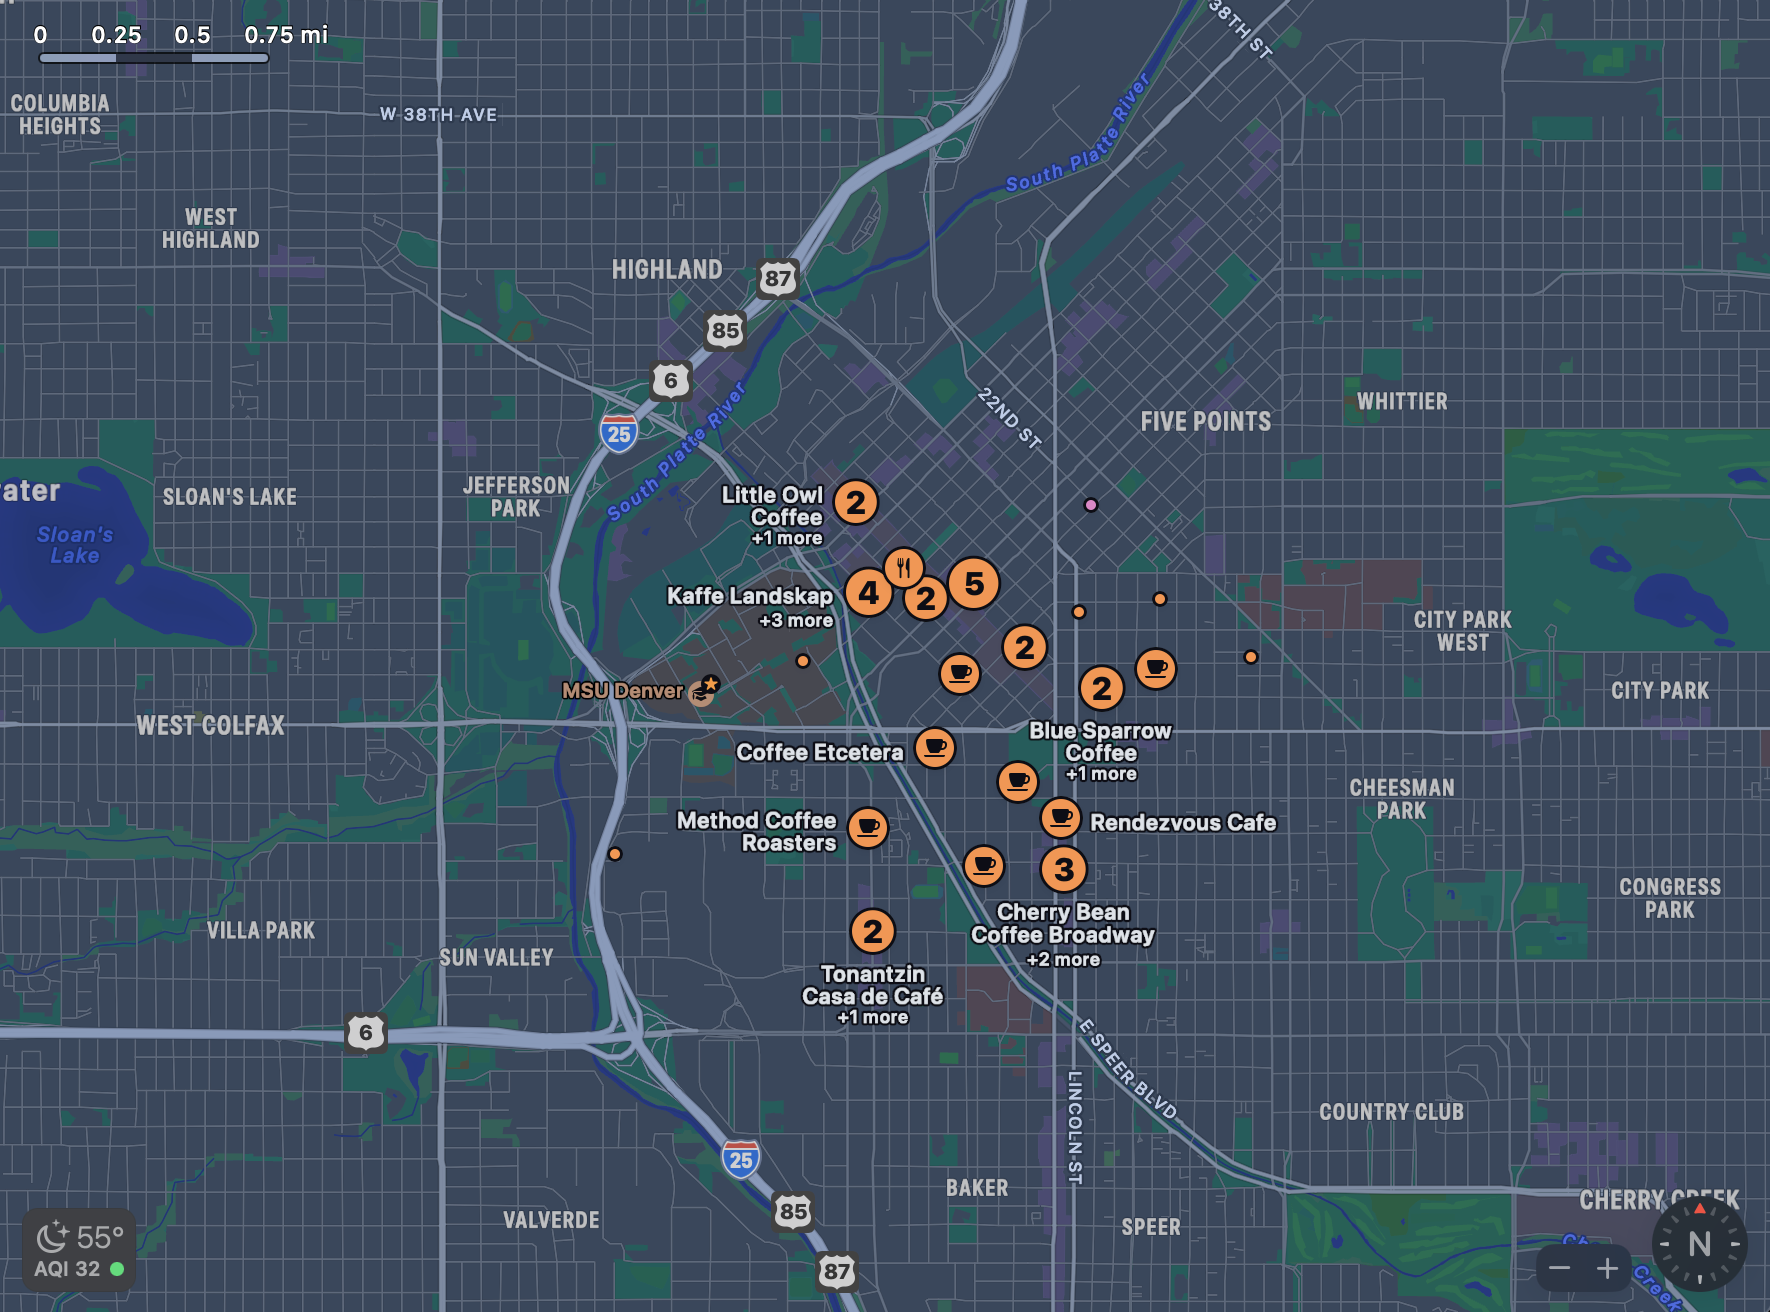 0 0.25 0.5 0.75 mi
38TH ST
COLUMBIA
HEIGHTS
W 38TH AVE
South Platte River
WEST
HIGHLAND
HIGHLAND
87
85
6
25
South Platte River
22ND ST
FIVE POINTS
WHITTIER
ater
Sloan's
Lake
SLOAN'S LAKE
JEFFERSON
PARK
Little Owl
Coffee
+1 more
2
Kaffe Landskap
+3 more
4
2
5
2
2
CITY PARK
WEST
CITY PARK
MSU Denver
WEST COLFAX
Coffee Etcetera
Blue Sparrow
Coffee
+1 more
CHEESMAN
PARK
Method Coffee
Roasters
Rendezvous Cafe
3
Cherry Bean
Coffee Broadway
+2 more
CONGRESS
PARK
VILLA PARK
SUN VALLEY
2
Tonantzin
Casa de Café
+1 more
6
E SPEER BLVD
LINCOLN ST
COUNTRY CLUB
25
85
87
BAKER
VALVERDE
SPEER
CHERRY CREEK
Creek
N
55°
AQI 32